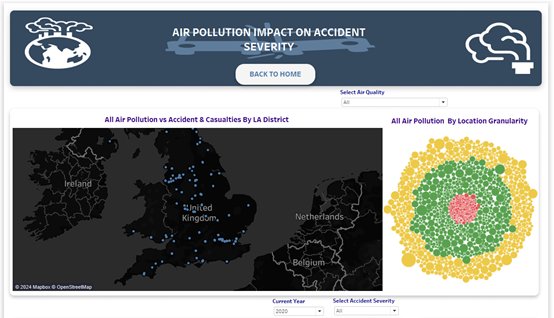 AIR POLLUTION IMPACT ON ACCIDENT
SEVERITY
BACK TO HOME
Select Air Quality
All
All Air Pollution vs Accident & Casualties By LA District
All Air Pollution By Location Granularity
Ireland
United
Kingdom
Netherlands
Belgium
© 2024 Mapbox © OpenStreetMap
Current Year
2020
Select Accident Severity
All